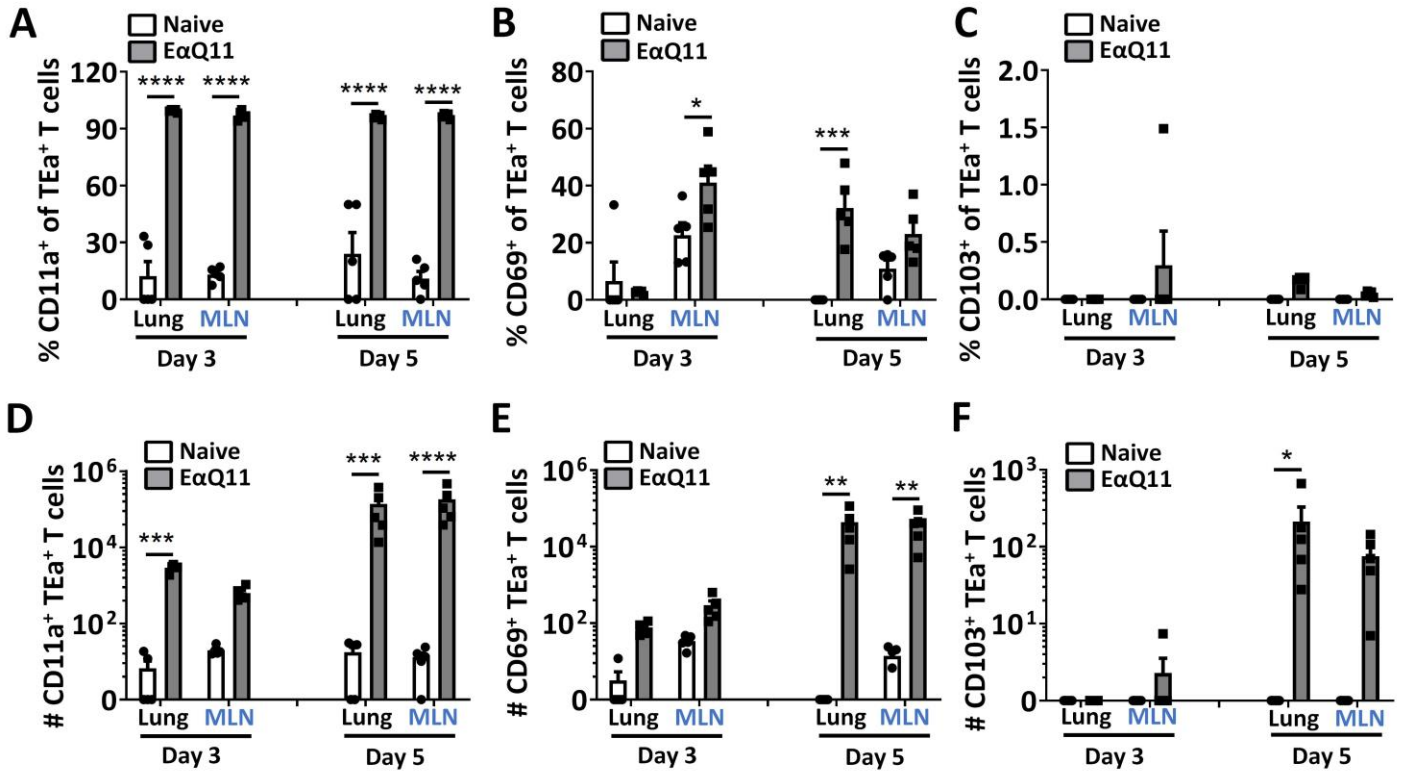 A
Naive
EαQ11
% CD11a⁺ of TEa⁺ T cells
120
90
60
30
0
**** ****
**** ****
Lung MLN Lung MLN
Day 3 Day 5
B
Naive
EαQ11
% CD69⁺ of TEa⁺ T cells
80
60
40
20
0
*
***
Lung MLN Lung MLN
Day 3 Day 5
C
Naive
EαQ11
% CD103⁺ of TEa⁺ T cells
2.0
1.5
1.0
0.5
0.0
Lung MLN Lung MLN
Day 3 Day 5
D
Naive
EαQ11
# CD11a⁺ TEa⁺ T cells
10⁶
10⁴
10²
0
***
*** ****
Lung MLN Lung MLN
Day 3 Day 5
E
Naive
EαQ11
# CD69⁺ TEa⁺ T cells
10⁶
10⁴
10²
0
** **
Lung MLN Lung MLN
Day 3 Day 5
F
Naive
EαQ11
# CD103⁺ TEa⁺ T cells
10³
10²
10¹
0
*
Lung MLN Lung MLN
Day 3 Day 5